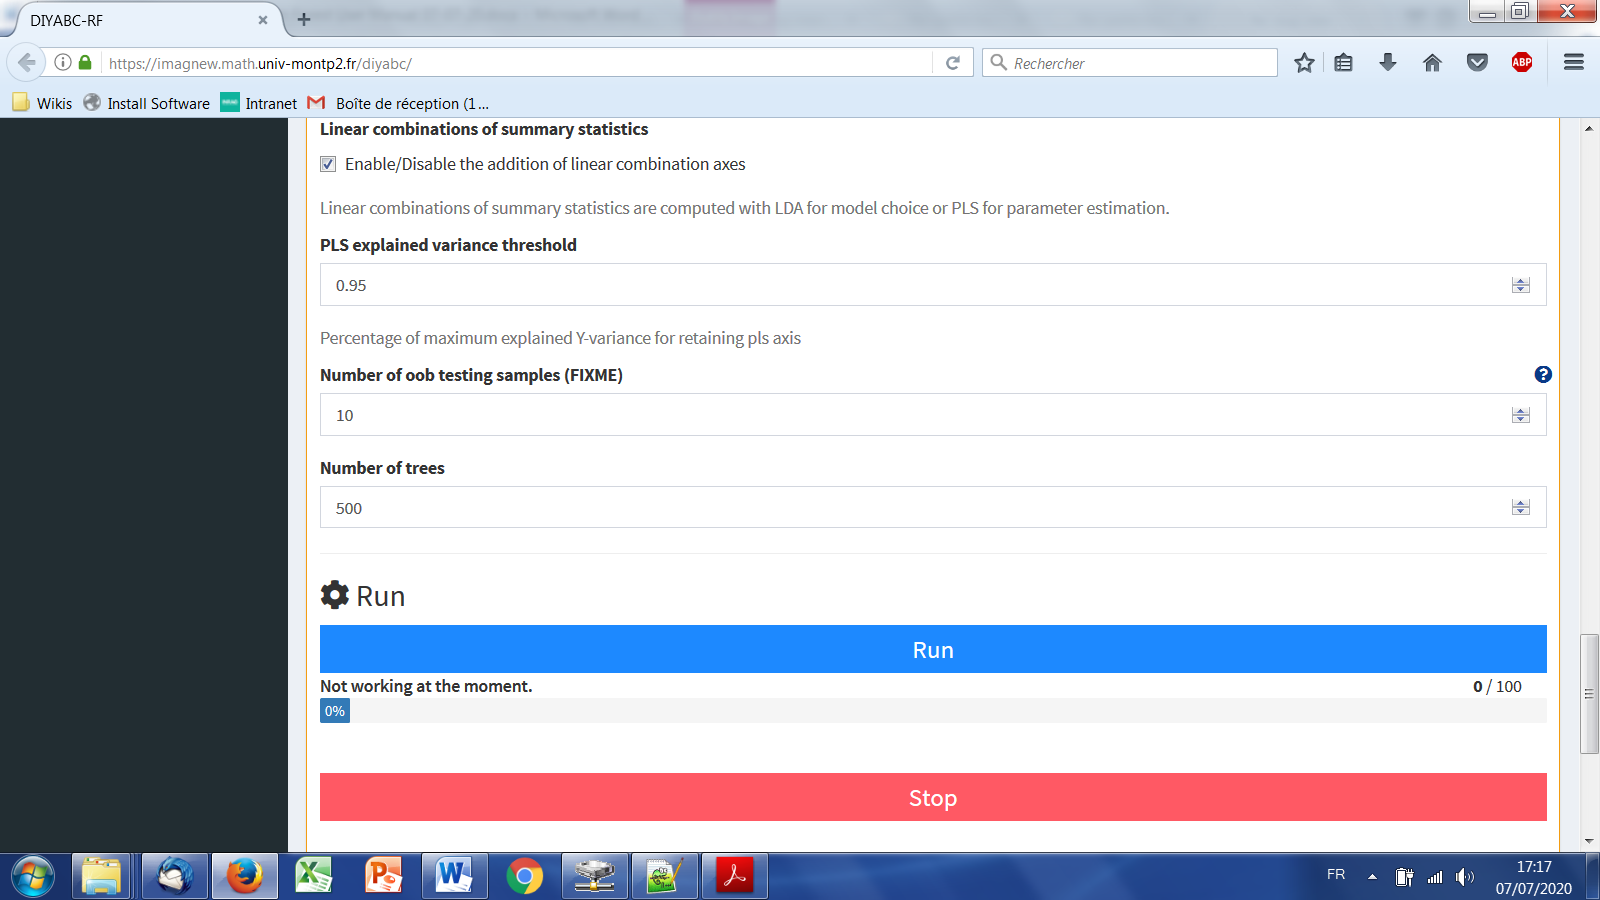 DIYABC-RF
https://imagnew.math.univ-montp2.fr/diyabc/
Rechercher
ABP
Wikis
Install Software
Intranet
Boîte de réception (1 ...
Linear combinations of summary statistics
Enable/Disable the addition of linear combination axes
Linear combinations of summary statistics are computed with LDA for model choice or PLS for parameter estimation.
PLS explained variance threshold
0.95
Percentage of maximum explained Y-variance for retaining pls axis
Number of oob testing samples (FIXME)
10
Number of trees
500
Run
Run
Not working at the moment.
0 / 100
0%
Stop
FR
17:17
07/07/2020